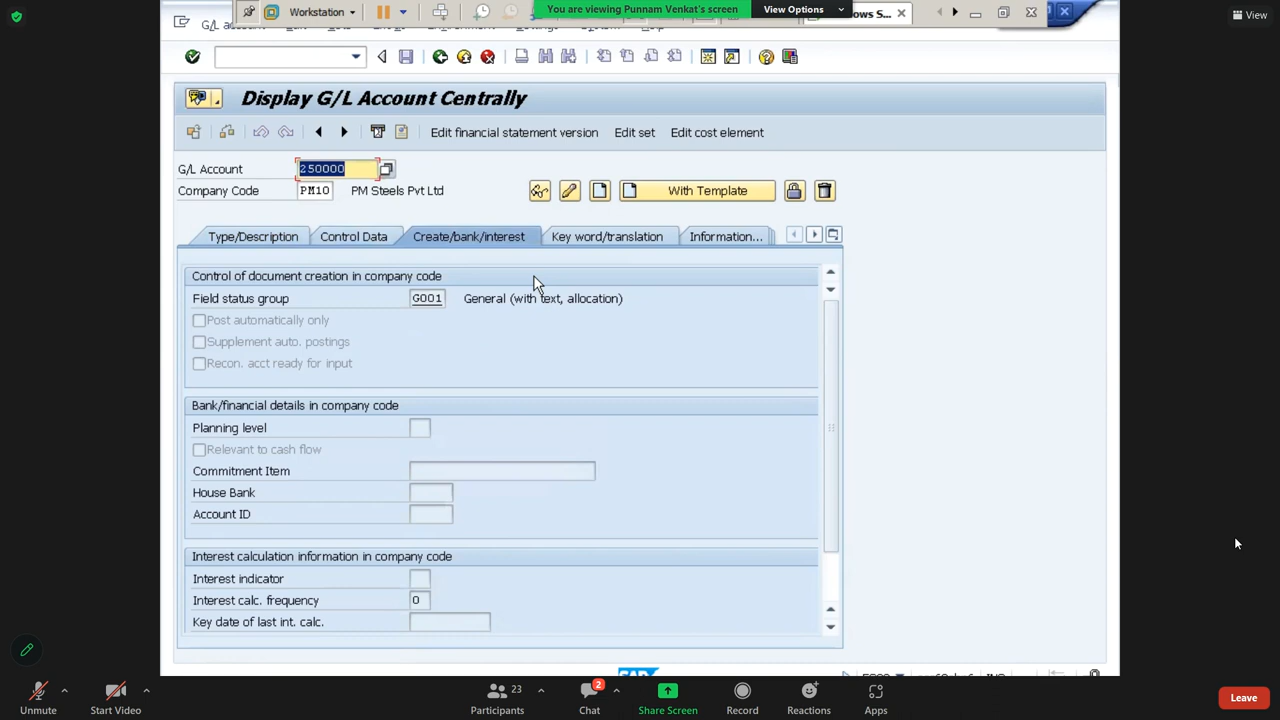 Workstation
You are viewing Punnam Venkat's screen
View Options
ows S...
View
Display G/L Account Centrally
Edit financial statement version Edit set Edit cost element
G/L Account 250000
Company Code PM10 PM Steels Pvt Ltd
With Template
Type/Description Control Data Create/bank/interest Key word/translation Information...
Control of document creation in company code
Field status group G001 General (with text, allocation)
Post automatically only
Supplement auto. postings
Recon. acct ready for input
Bank/financial details in company code
Planning level
Relevant to cash flow
Commitment Item
House Bank
Account ID
Interest calculation information in company code
Interest indicator
Interest calc. frequency 0
Key date of last int. calc.
SAP
Unmute Start Video 23 Participants 2 Chat Share Screen Record Reactions Apps Leave